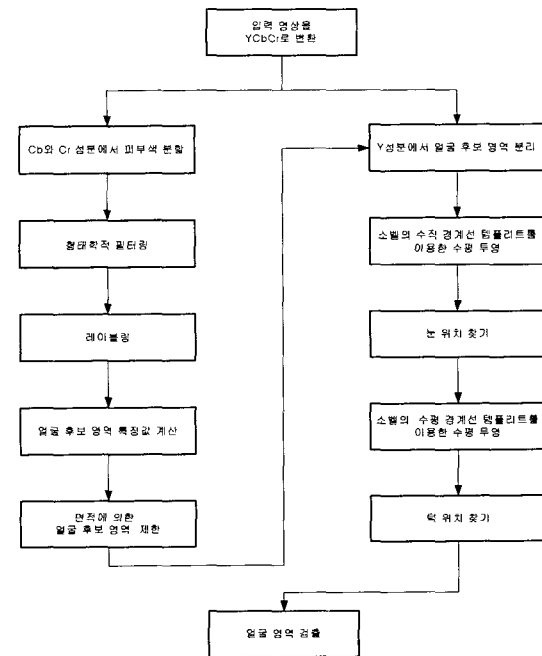 입력 영상을
YCbCr로 변환
Cb와 Cr 성분에서 피부색 분할
형태학적 필터링
레이블링
얼굴 후보 영역 특징값 계산
면적에 의한
얼굴 후보 영역 제한
Y성분에서 얼굴 후보 영역 분리
소벨의 수직 경계선 템플리트를
이용한 수평 투영
눈 위치 찾기
소벨의 수평 경계선 템플리트를
이용한 수평 투영
턱 위치 찾기
얼굴 영역 검출